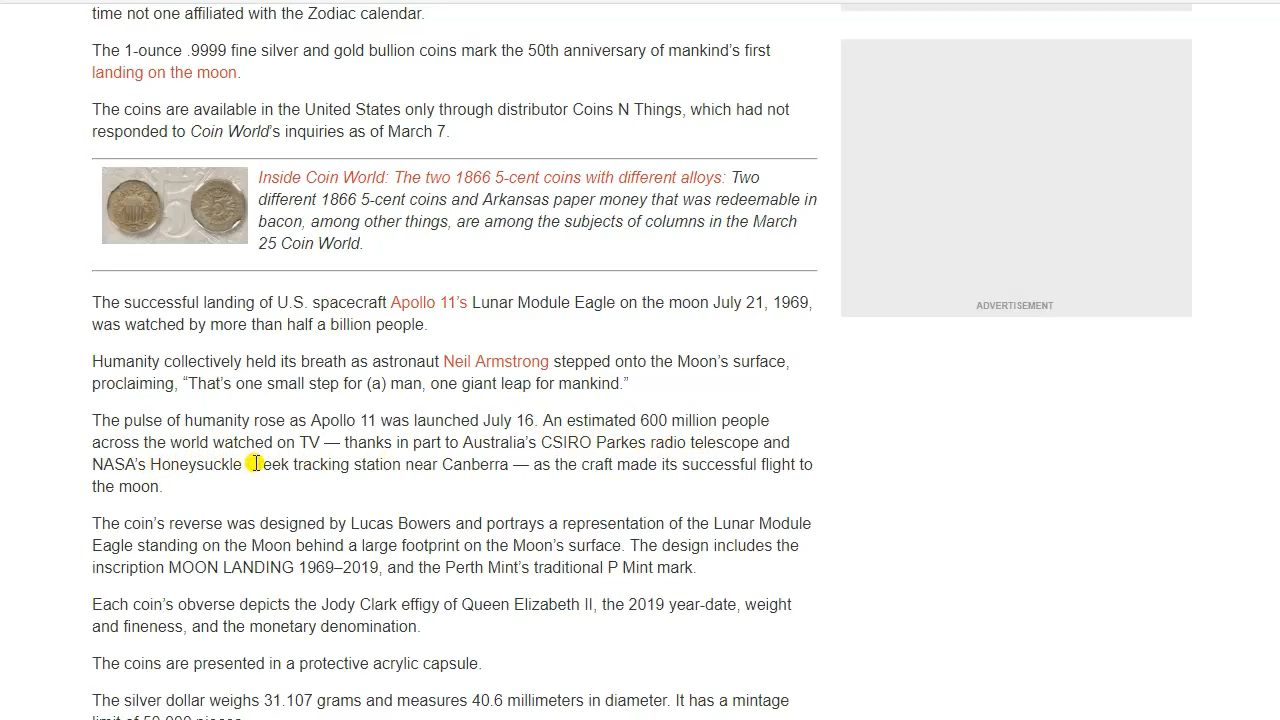 time not one affiliated with the Zodiac calendar.
The 1-ounce .9999 fine silver and gold bullion coins mark the 50th anniversary of mankind’s first
landing on the moon.
The coins are available in the United States only through distributor Coins N Things, which had not
responded to Coin World’s inquiries as of March 7.
Inside Coin World: The two 1866 5-cent coins with different alloys: Two
different 1866 5-cent coins and Arkansas paper money that was redeemable in
bacon, among other things, are among the subjects of columns in the March
25 Coin World.
The successful landing of U.S. spacecraft Apollo 11’s Lunar Module Eagle on the moon July 21, 1969,
was watched by more than half a billion people.
Humanity collectively held its breath as astronaut Neil Armstrong stepped onto the Moon’s surface,
proclaiming, “That’s one small step for (a) man, one giant leap for mankind.”
The pulse of humanity rose as Apollo 11 was launched July 16. An estimated 600 million people
across the world watched on TV — thanks in part to Australia’s CSIRO Parkes radio telescope and
NASA’s Honeysuckle Creek tracking station near Canberra — as the craft made its successful flight to
the moon.
The coin’s reverse was designed by Lucas Bowers and portrays a representation of the Lunar Module
Eagle standing on the Moon behind a large footprint on the Moon’s surface. The design includes the
inscription MOON LANDING 1969–2019, and the Perth Mint’s traditional P Mint mark.
Each coin’s obverse depicts the Jody Clark effigy of Queen Elizabeth II, the 2019 year-date, weight
and fineness, and the monetary denomination.
The coins are presented in a protective acrylic capsule.
The silver dollar weighs 31.107 grams and measures 40.6 millimeters in diameter. It has a mintage
limit of 50,000 pieces.
ADVERTISEMENT